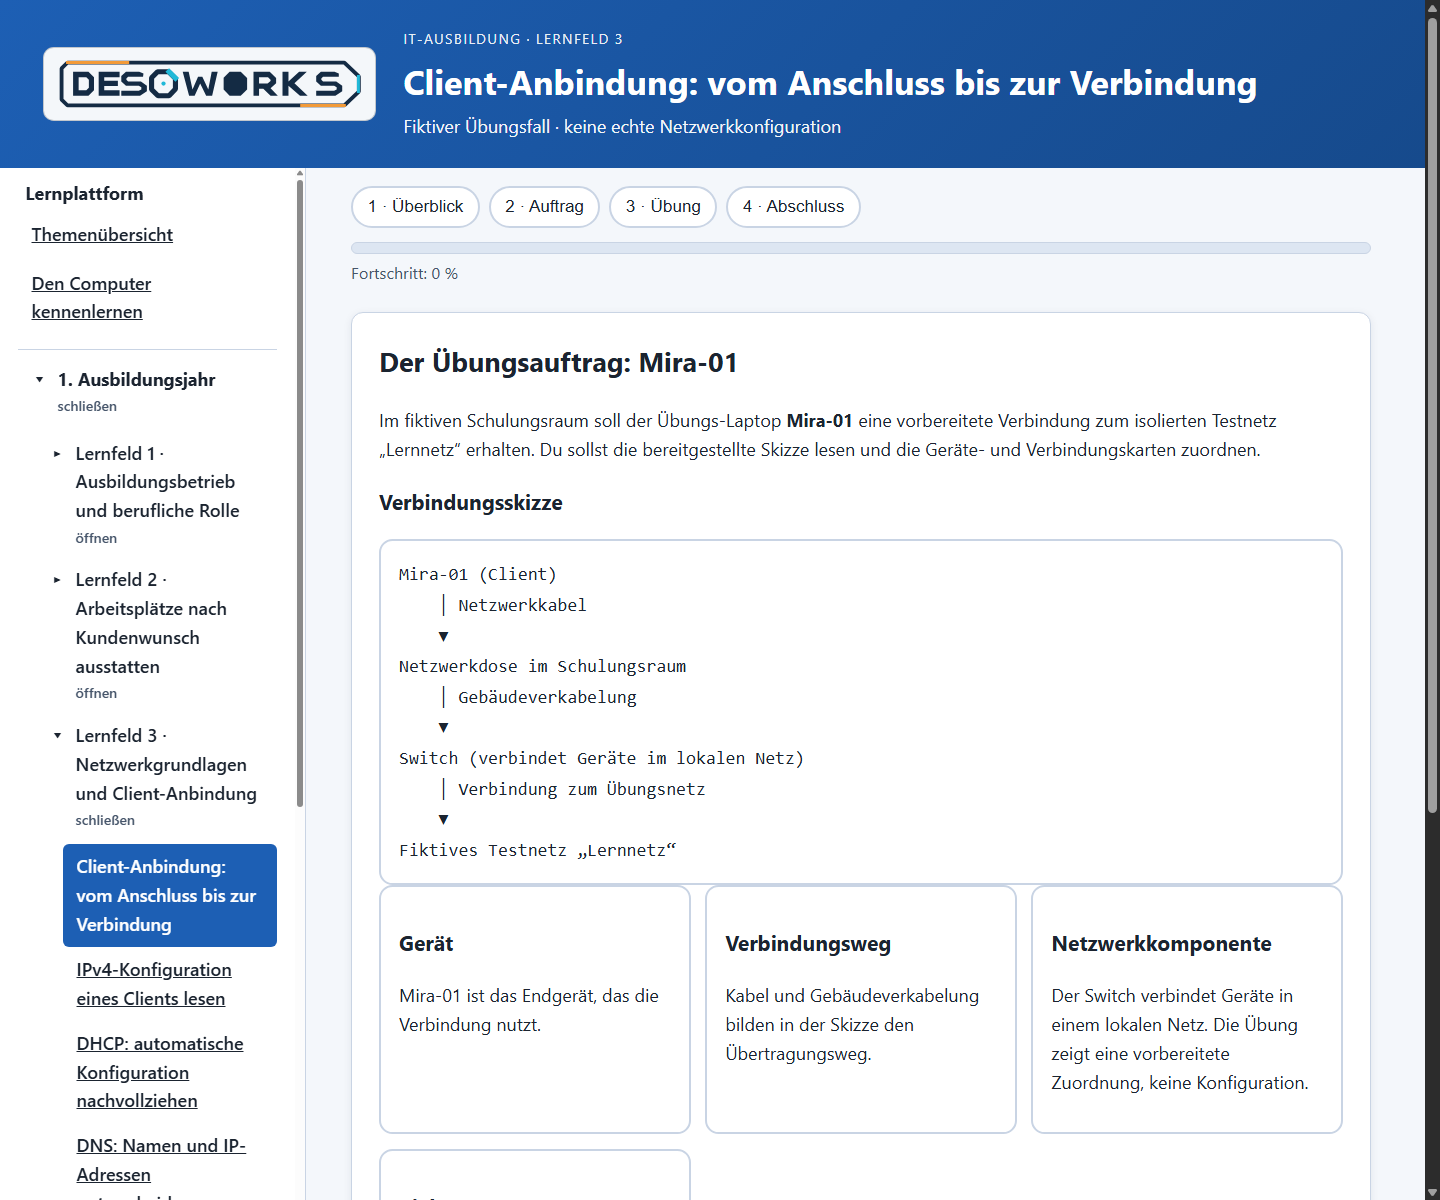 DESOWORKS
IT-AUSBILDUNG · LERNFELD 3
Client-Anbindung: vom Anschluss bis zur Verbindung
Fiktiver Übungsfall · keine echte Netzwerkkonfiguration
Lernplattform
Themenübersicht
Den Computer
kennenlernen
1. Ausbildungsjahr
schließen
Lernfeld 1 ·
Ausbildungsbetrieb
und berufliche Rolle
öffnen
Lernfeld 2 ·
Arbeitsplätze nach
Kundenwunsch
ausstatten
öffnen
Lernfeld 3 ·
Netzwerkgrundlagen
und Client-Anbindung
schließen
Client-Anbindung:
vom Anschluss bis zur
Verbindung
IPv4-Konfiguration
eines Clients lesen
DHCP: automatische
Konfiguration
nachvollziehen
DNS: Namen und IP-
Adressen
1 · Überblick
2 · Auftrag
3 · Übung
4 · Abschluss
Fortschritt: 0 %
Der Übungsauftrag: Mira-01
Im fiktiven Schulungsraum soll der Übungs-Laptop Mira-01 eine vorbereitete Verbindung zum isolierten Testnetz
„Lernnetz“ erhalten. Du sollst die bereitgestellte Skizze lesen und die Geräte- und Verbindungskarten zuordnen.
Verbindungsskizze
Mira-01 (Client)
│ Netzwerkkabel
▼
Netzwerkdose im Schulungsraum
│ Gebäudeverkabelung
▼
Switch (verbindet Geräte im lokalen Netz)
│ Verbindung zum Übungsnetz
▼
Fiktives Testnetz „Lernnetz“
Gerät
Mira-01 ist das Endgerät, das die
Verbindung nutzt.
Verbindungsweg
Kabel und Gebäudeverkabelung
bilden in der Skizze den
Übertragungsweg.
Netzwerkkomponente
Der Switch verbindet Geräte in
einem lokalen Netz. Die Übung
zeigt eine vorbereitete
Zuordnung, keine Konfiguration.